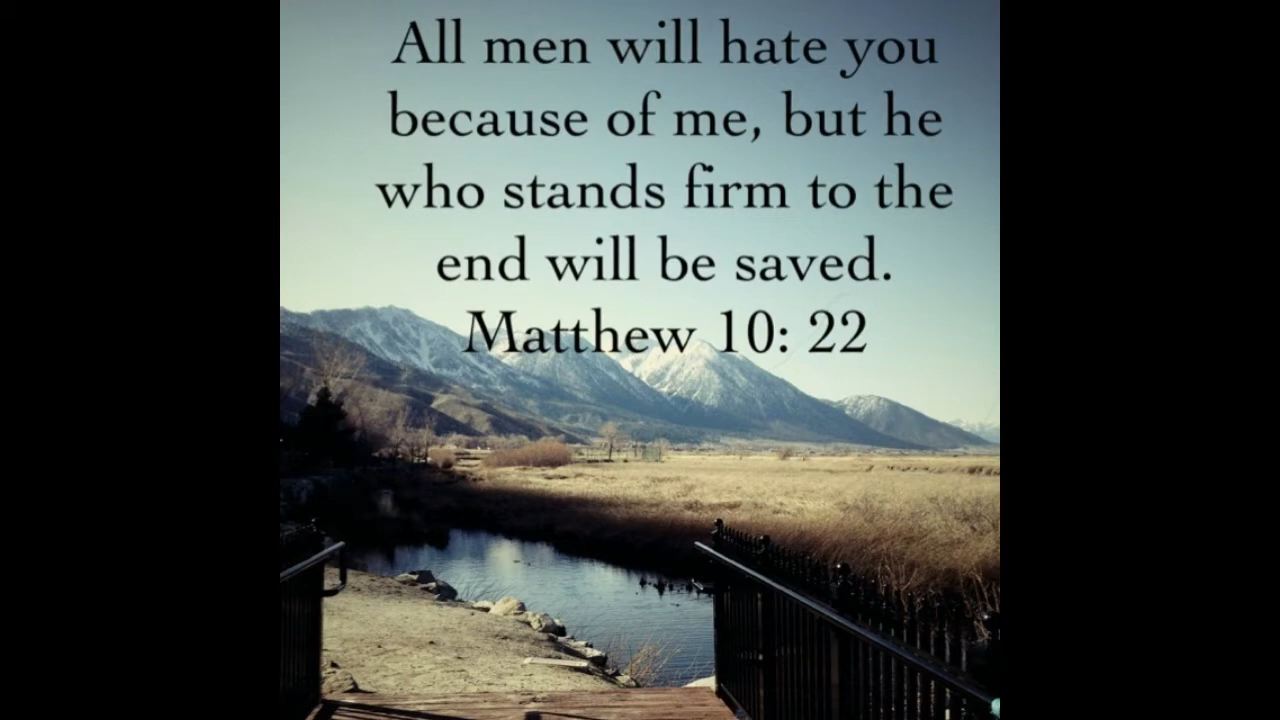 All men will hate you
because of me, but he
who stands firm to the
end will be saved.
Matthew 10: 22